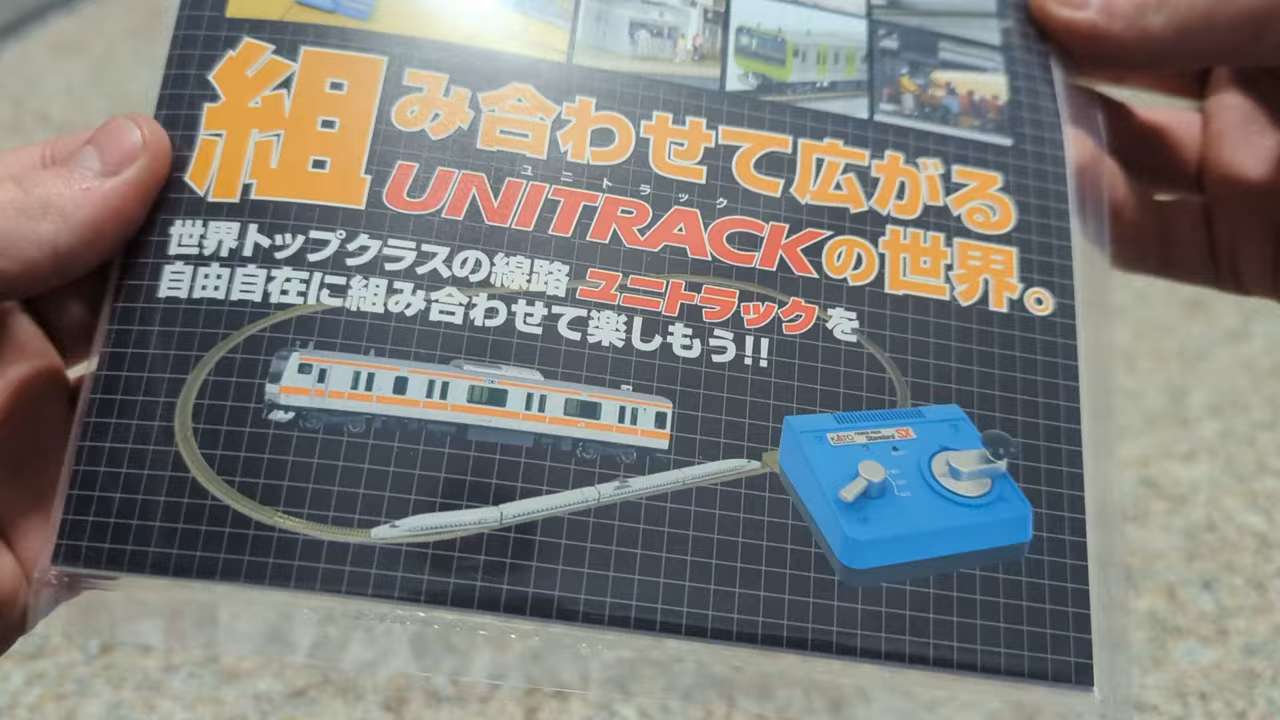 組み合わせて広がる
ユニトラック
UNITRACKの世界。
世界トップクラスの線路 ユニトラックを
自由自在に組み合わせて楽しもう!!
KATO POWER PACK Standard SX